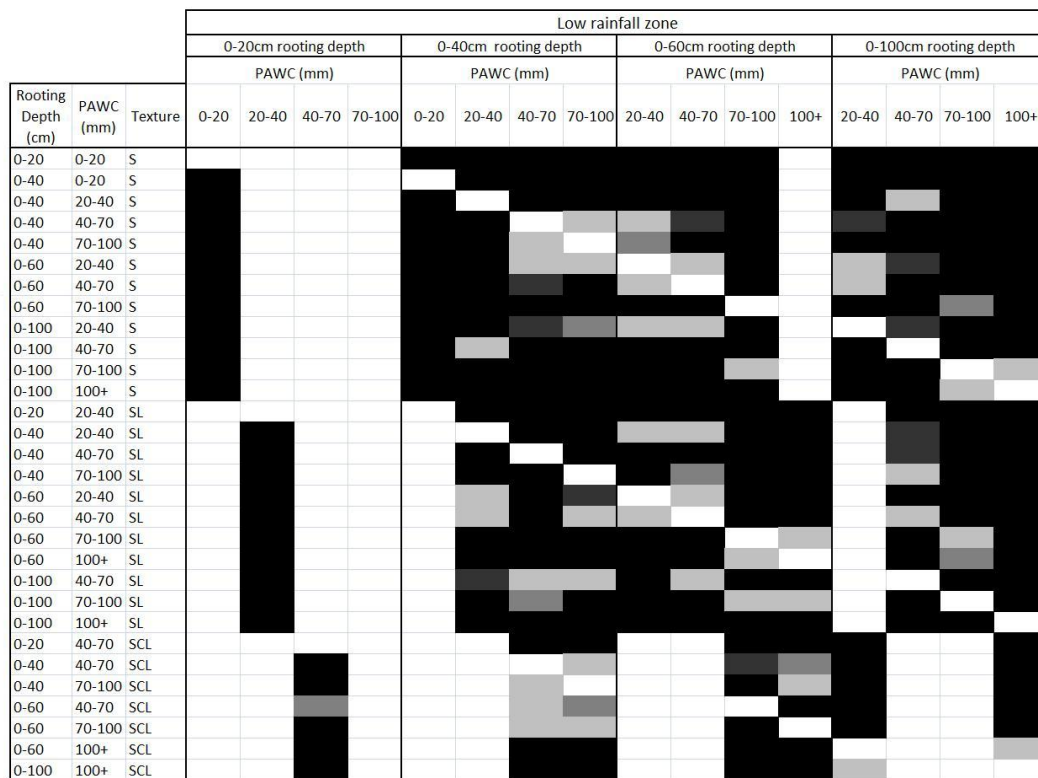 Low rainfall zone
0-20cm rooting depth 0-40cm rooting depth 0-60cm rooting depth 0-100cm rooting depth
PAWC (mm) PAWC (mm) PAWC (mm) PAWC (mm)
Rooting Depth (cm) PAWC (mm) Texture 0-20 20-40 40-70 70-100 0-20 20-40 40-70 70-100 20-40 40-70 70-100 100+ 20-40 40-70 70-100 100+
0-20 0-20 S
0-40 0-20 S
0-40 20-40 S
0-40 40-70 S
0-40 70-100 S
0-60 20-40 S
0-60 40-70 S
0-60 70-100 S
0-100 20-40 S
0-100 40-70 S
0-100 70-100 S
0-100 100+ S
0-20 20-40 SL
0-40 20-40 SL
0-40 40-70 SL
0-40 70-100 SL
0-60 20-40 SL
0-60 40-70 SL
0-60 70-100 SL
0-60 100+ SL
0-100 40-70 SL
0-100 70-100 SL
0-100 100+ SL
0-20 40-70 SCL
0-40 40-70 SCL
0-40 70-100 SCL
0-60 40-70 SCL
0-60 70-100 SCL
0-60 100+ SCL
0-100 100+ SCL